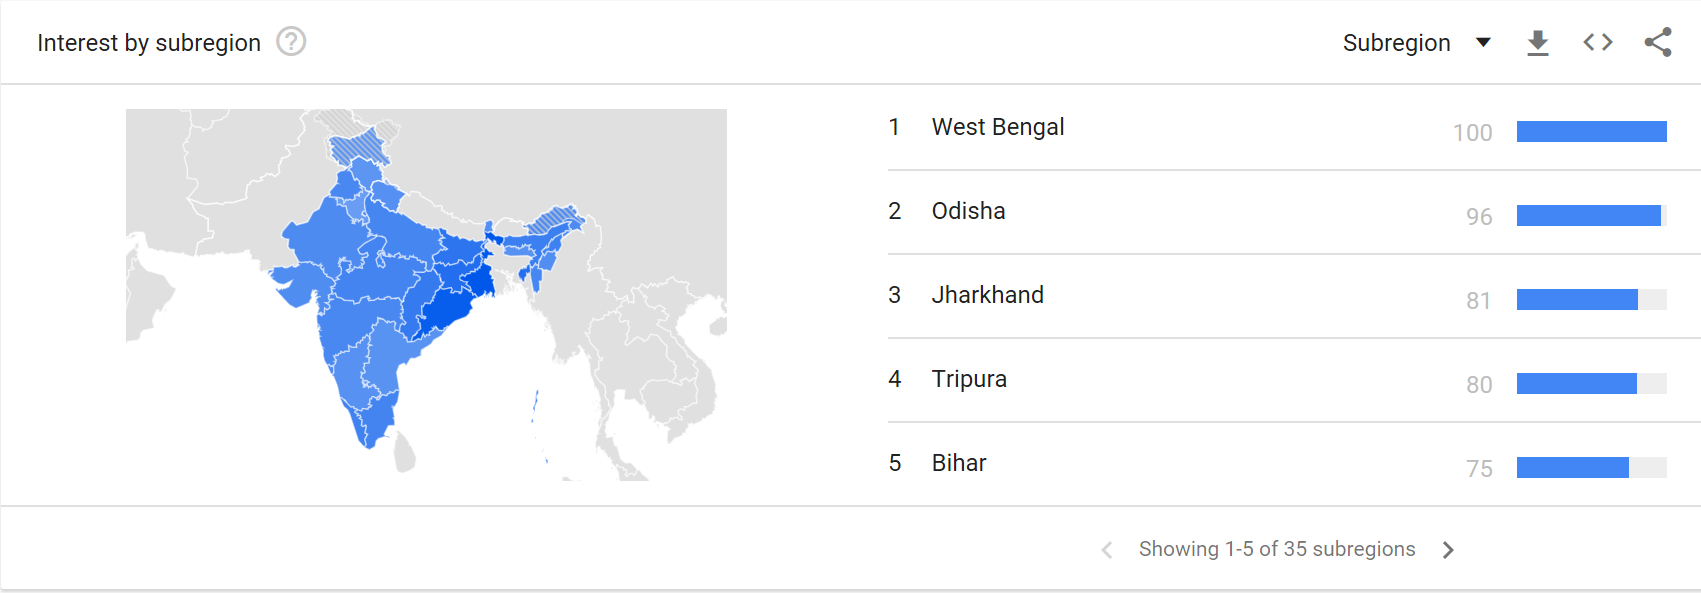 Interest by subregion ?
Subregion
1 West Bengal 100
2 Odisha 96
3 Jharkhand 81
4 Tripura 80
5 Bihar 75
Showing 1-5 of 35 subregions